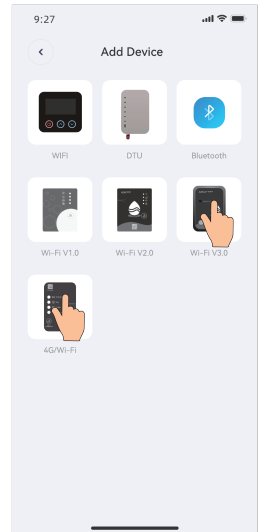 9:27
Add Device
WIFI
DTU
Bluetooth
Wi-Fi V1.0
Wi-Fi V2.0
Wi-Fi V3.0
4G/Wi-Fi